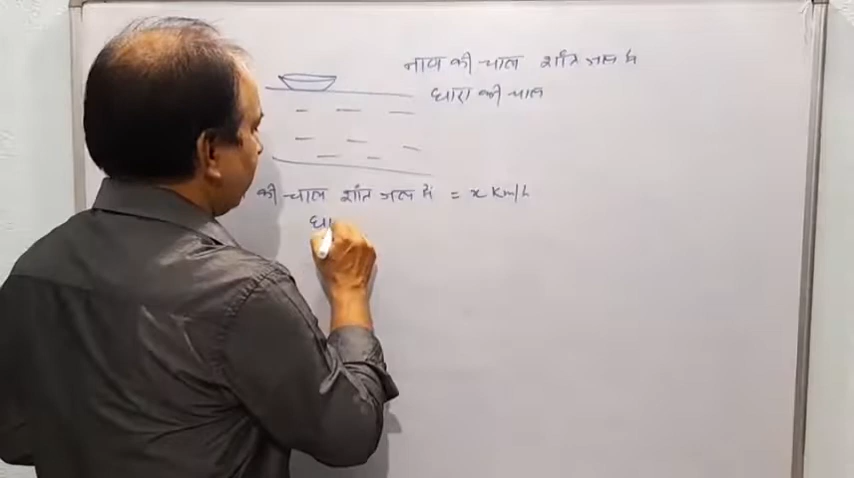 नाव की चाल शाँत जल में
धारा की चाल
की चाल शाँत जल में = x Km/h
धा